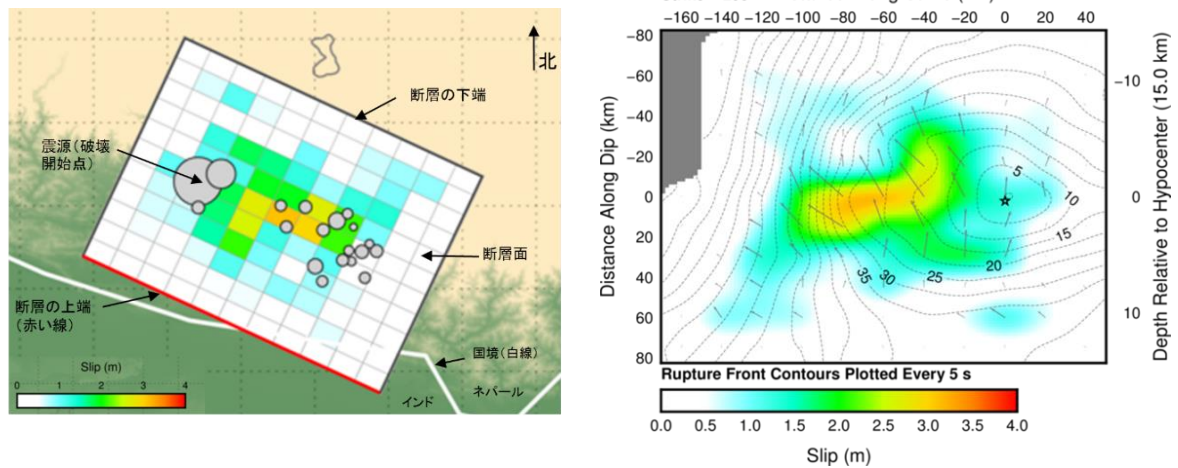 北
断層の下端
震源(破壊
開始点)
断層面
断層の上端
(赤い線)
国境(白線)
ネパール
インド
Slip (m)
0 1 2 3 4
−160 −140 −120 −100 −80 −60 −40 −20 0 20 40
Distance Along Dip (km)
−80
−60
−40
−20
0
20
40
60
80
5
10
15
20
25
30
35
−10
0
10
Depth Relative to Hypocenter (15.0 km)
Rupture Front Contours Plotted Every 5 s
0.0 0.5 1.0 1.5 2.0 2.5 3.0 3.5 4.0
Slip (m)